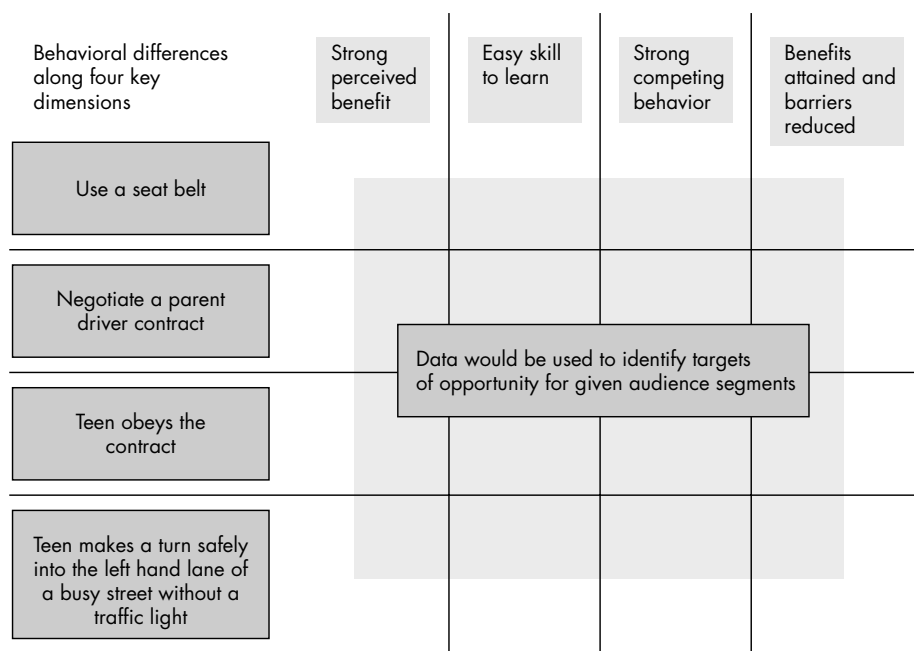 Behavioral differences
along four key
dimensions
Strong
perceived
benefit
Easy skill
to learn
Strong
competing
behavior
Benefits
attained and
barriers
reduced
Use a seat belt
Negotiate a parent
driver contract
Data would be used to identify targets
of opportunity for given audience segments
Teen obeys the
contract
Teen makes a turn safely
into the left hand lane of
a busy street without a
traffic light